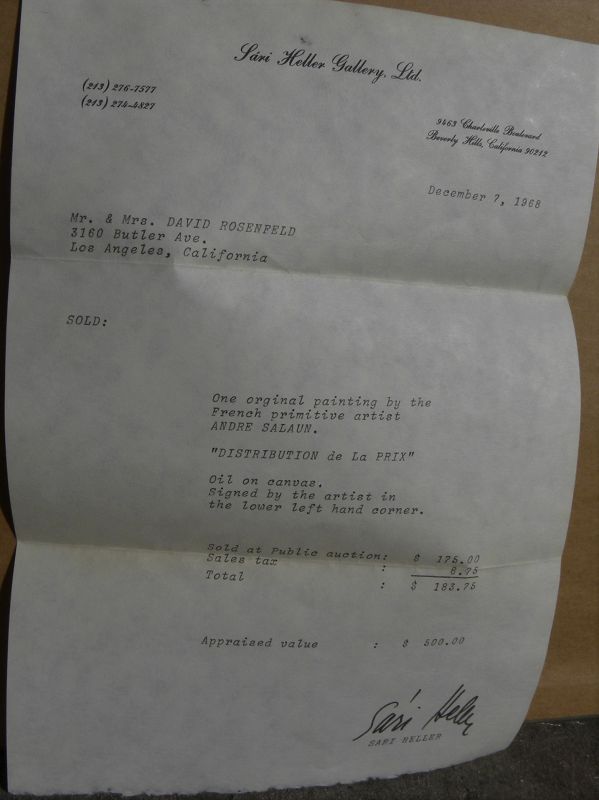 Sári Heller Gallery, Ltd.
(213) 276-7577
(213) 274-4827
9463 Charleville Boulevard
Beverly Hills, California 90212
December 7, 1968
Mr. & Mrs. DAVID ROSENFELD
3160 Butler Ave.
Los Angeles, California
SOLD:
One orginal painting by the
French primitive artist
ANDRE SALAUN.
"DISTRIBUTION de La PRIX"
Oil on canvas.
Signed by the artist in
the lower left hand corner.
Sold at Public auction: $ 175.00
Sales tax : 8.75
Total : $ 183.75
Appraised value : $ 500.00
Sári Heller
SARI HELLER